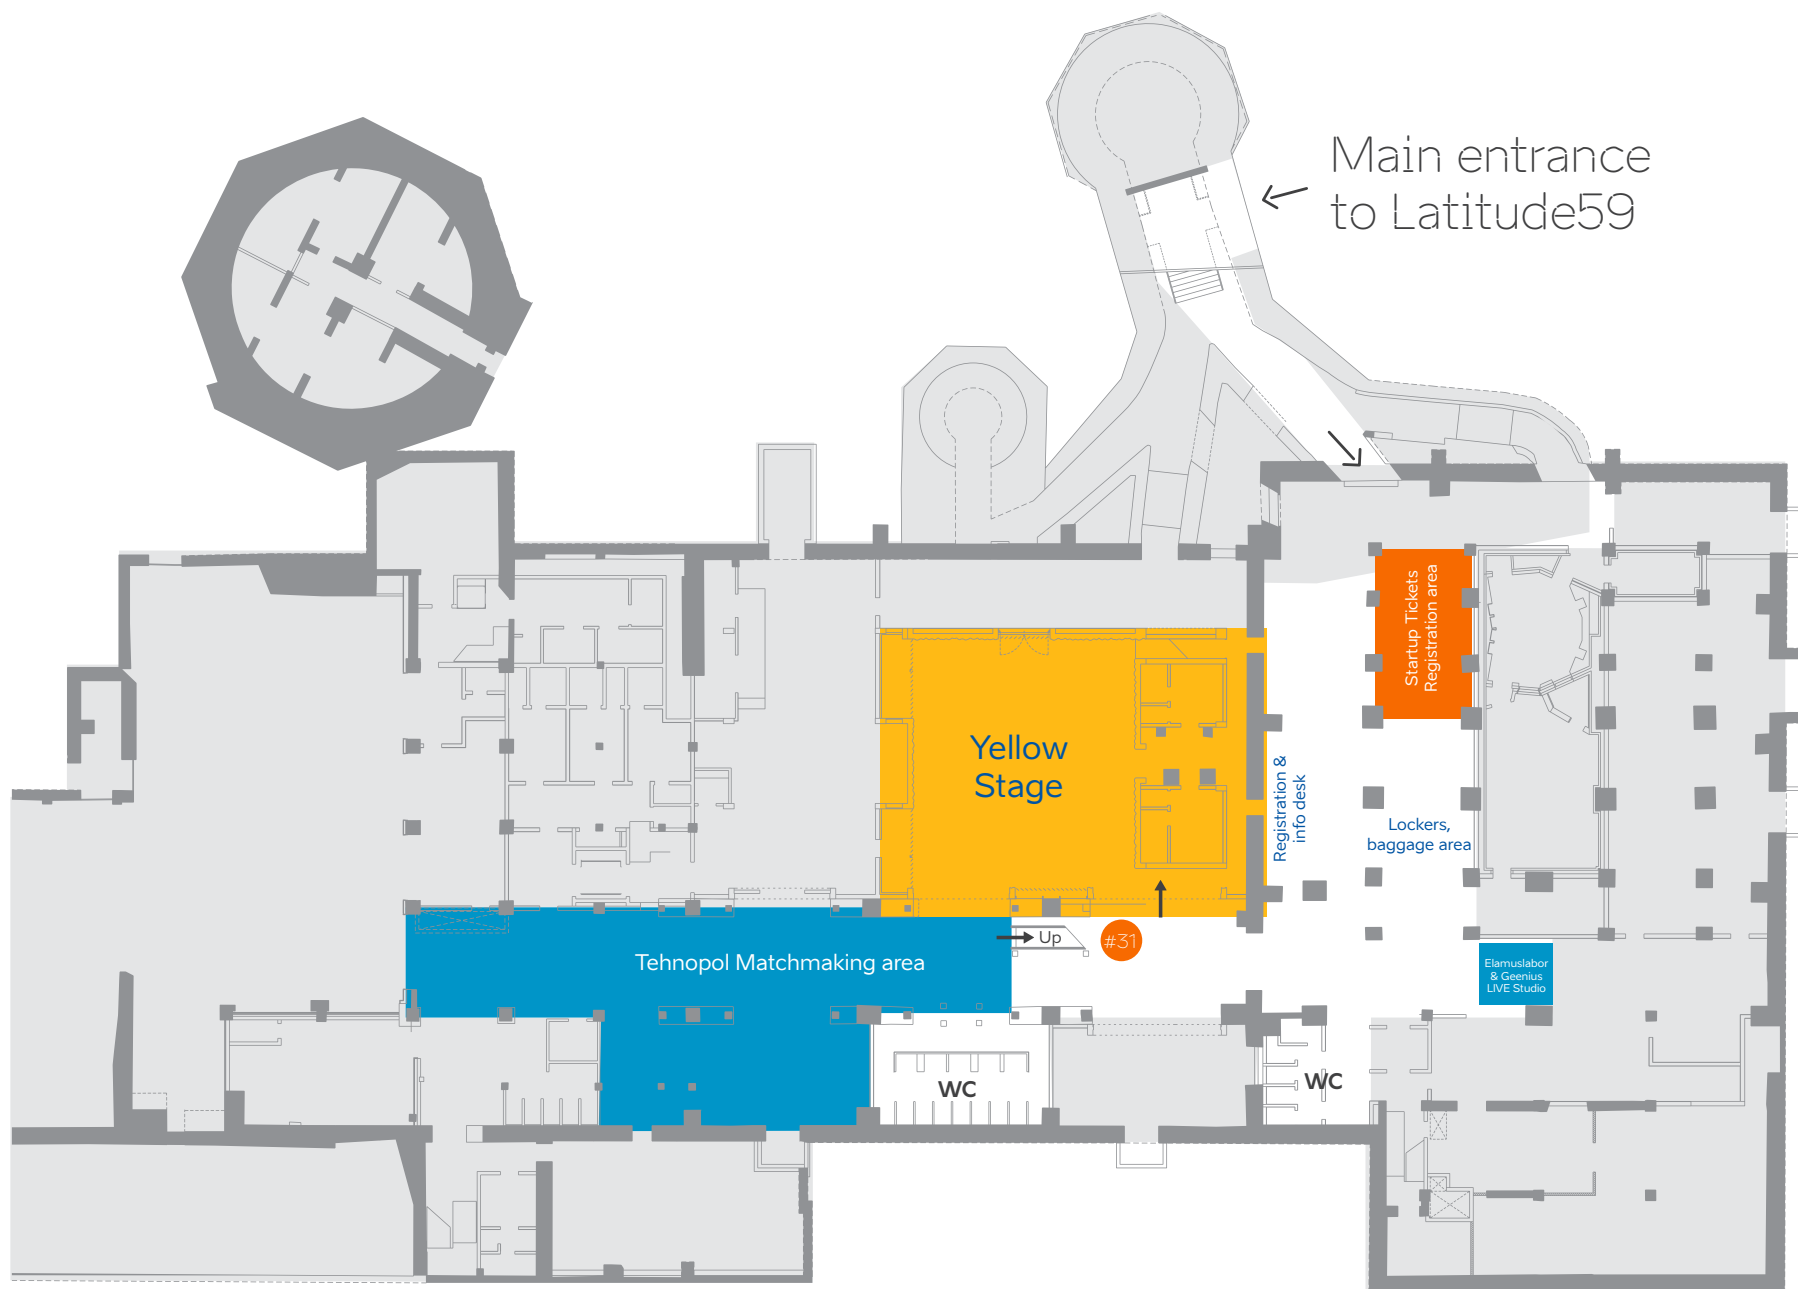 Main entrance
to Latitude59
Startup Tickets
Registration area
Yellow
Stage
Registration &
info desk
Lockers,
baggage area
Up
#31
Tehnopol Matchmaking area
Elamuslabor
& Geenius
LIVE Studio
WC
WC